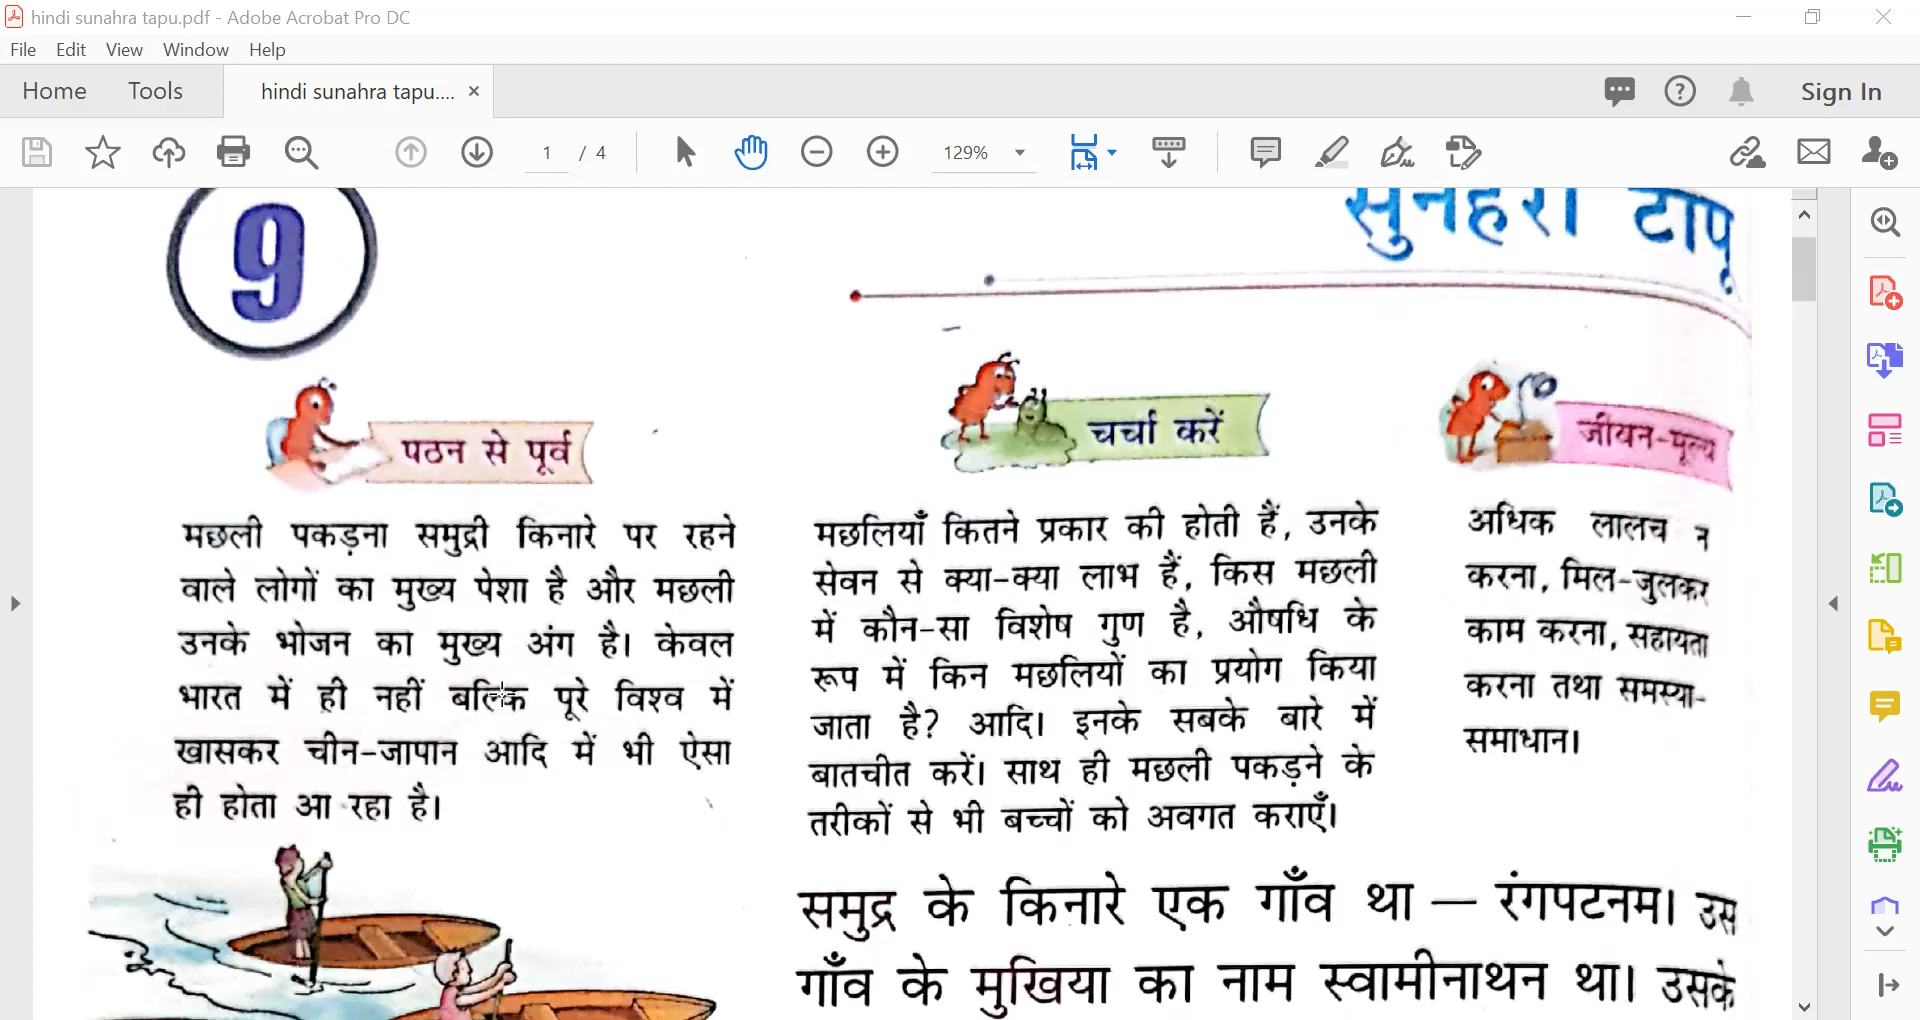 hindi sunahra tapu.pdf - Adobe Acrobat Pro DC
File Edit View Window Help
Home Tools hindi sunahra tapu.... × Sign In
1 / 4 129%
9
सुनहरा टापू
पठन से पूर्व
मछली पकड़ना समुद्री किनारे पर रहने
वाले लोगों का मुख्य पेशा है और मछली
उनके भोजन का मुख्य अंग है। केवल
भारत में ही नहीं बल्कि पूरे विश्व में
खासकर चीन-जापान आदि में भी ऐसा
ही होता आ रहा है।
चर्चा करें
मछलियाँ कितने प्रकार की होती हैं, उनके
सेवन से क्या-क्या लाभ हैं, किस मछली
में कौन-सा विशेष गुण है, औषधि के
रूप में किन मछलियों का प्रयोग किया
जाता है? आदि। इनके सबके बारे में
बातचीत करें। साथ ही मछली पकड़ने के
तरीकों से भी बच्चों को अवगत कराएँ।
जीवन-मूल्य
अधिक लालच न
करना, मिल-जुलकर
काम करना, सहायता
करना तथा समस्या-
समाधान।
समुद्र के किनारे एक गाँव था — रंगपटनम। उस
गाँव के मुखिया का नाम स्वामीनाथन था। उसके